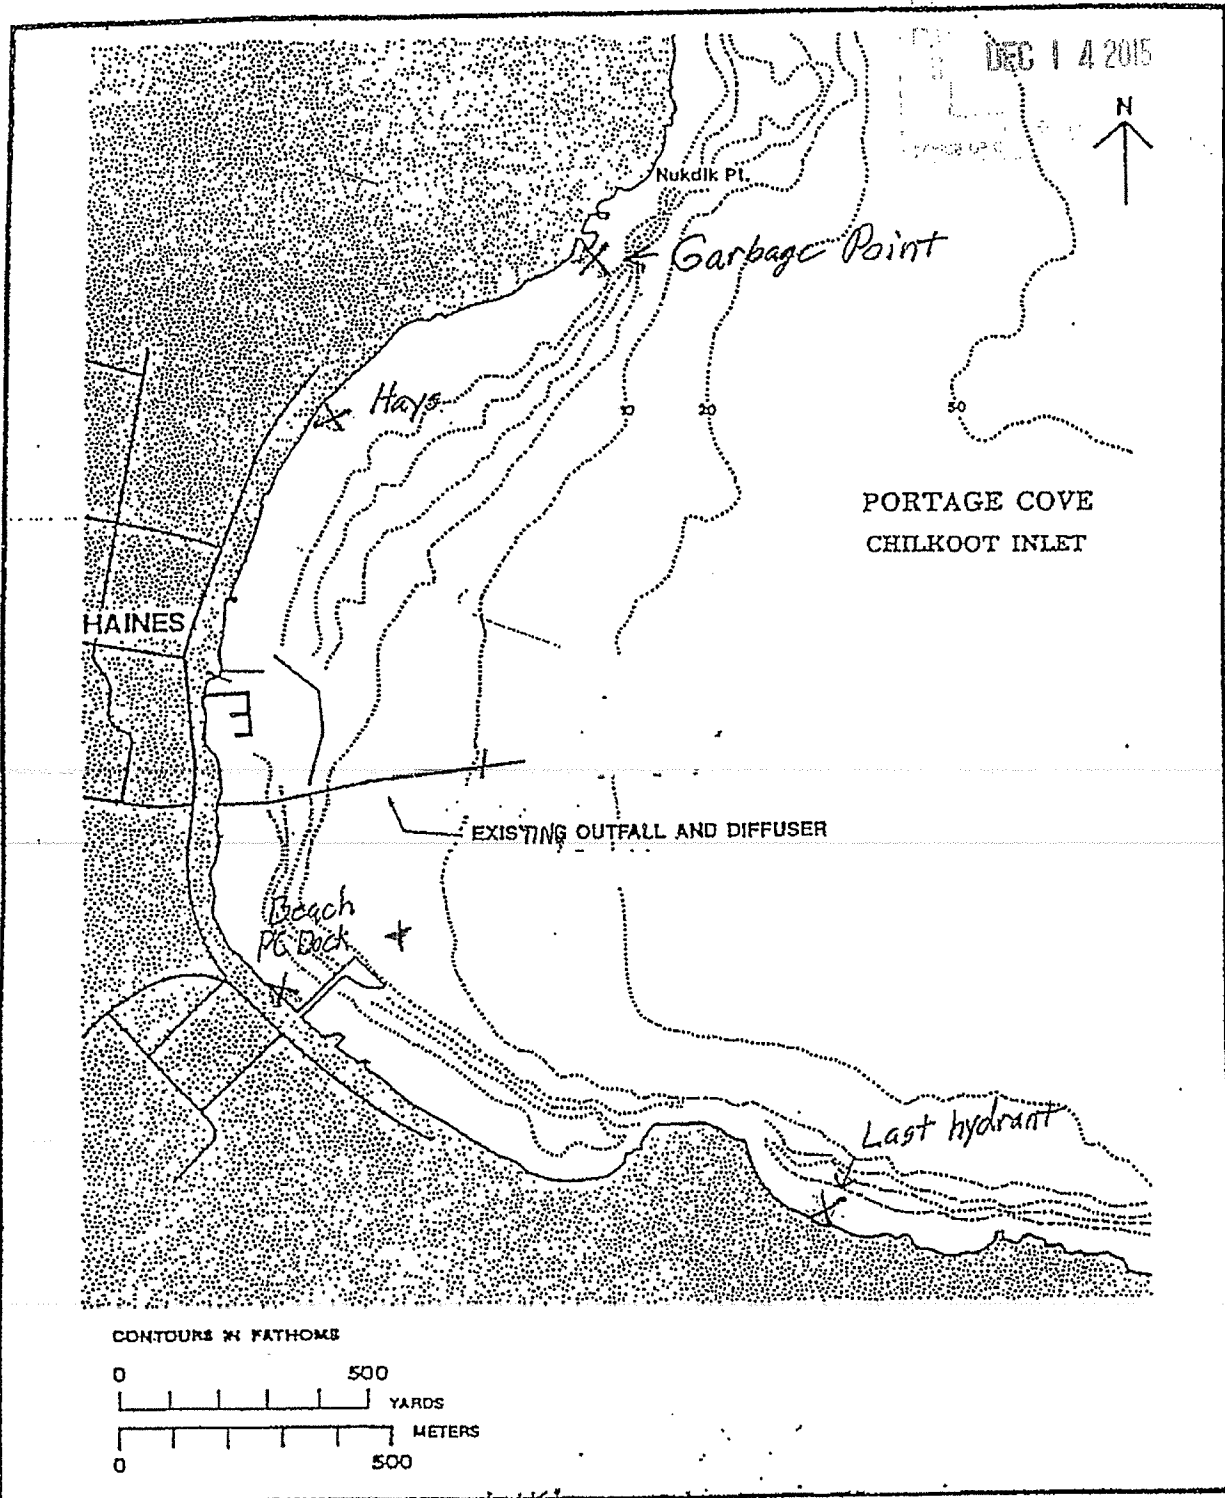 DEC 14 2015
N
Nukdik Pt.
Garbage Point
Hays
10
20
50
PORTAGE COVE
CHILKOOT INLET
HAINES
EXISTING OUTFALL AND DIFFUSER
Beach
PC Dock
Last hydrant
CONTOURS IN FATHOMS
0 500
YARDS
METERS
0 500